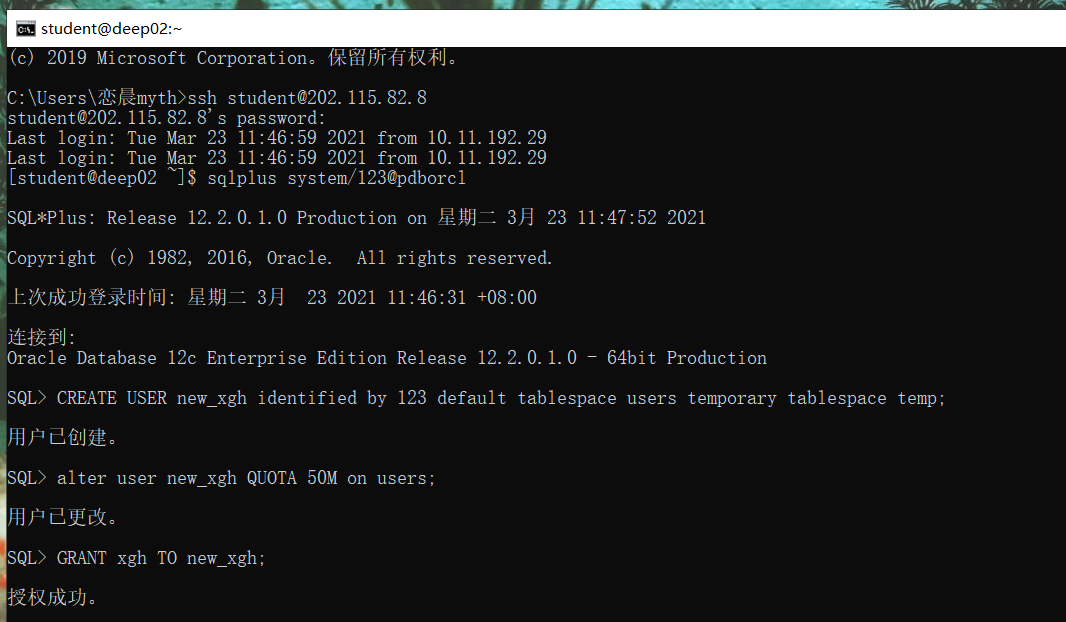 student@deep02:~
(c) 2019 Microsoft Corporation。保留所有权利。
C:\Users\恋晨myth>ssh student@202.115.82.8
student@202.115.82.8's password:
Last login: Tue Mar 23 11:46:59 2021 from 10.11.192.29
Last login: Tue Mar 23 11:46:59 2021 from 10.11.192.29
[student@deep02 ~]$ sqlplus system/123@pdborcl
SQL*Plus: Release 12.2.0.1.0 Production on 星期二 3月 23 11:47:52 2021
Copyright (c) 1982, 2016, Oracle.  All rights reserved.
上次成功登录时间: 星期二 3月  23 2021 11:46:31 +08:00
连接到:
Oracle Database 12c Enterprise Edition Release 12.2.0.1.0 - 64bit Production
SQL> CREATE USER new_xgh identified by 123 default tablespace users temporary tablespace temp;
用户已创建。
SQL> alter user new_xgh QUOTA 50M on users;
用户已更改。
SQL> GRANT xgh TO new_xgh;
授权成功。